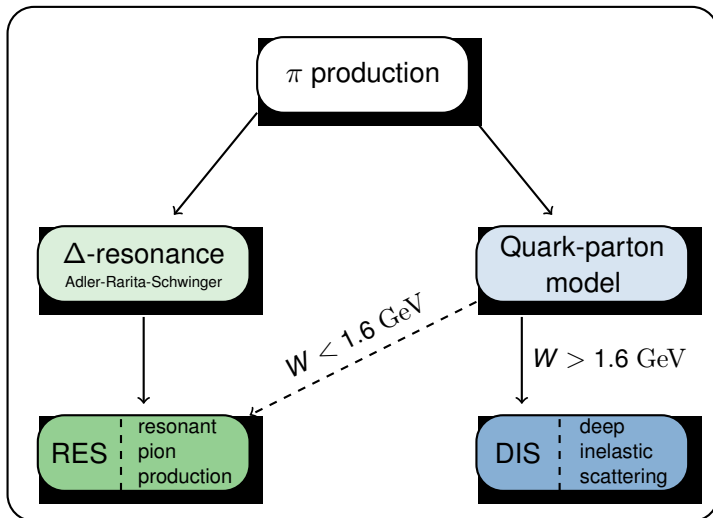 π production
Δ-resonance
Adler-Rarita-Schwinger
Quark-parton
model
W < 1.6 GeV
W > 1.6 GeV
RES
resonant
pion
production
DIS
deep
inelastic
scattering